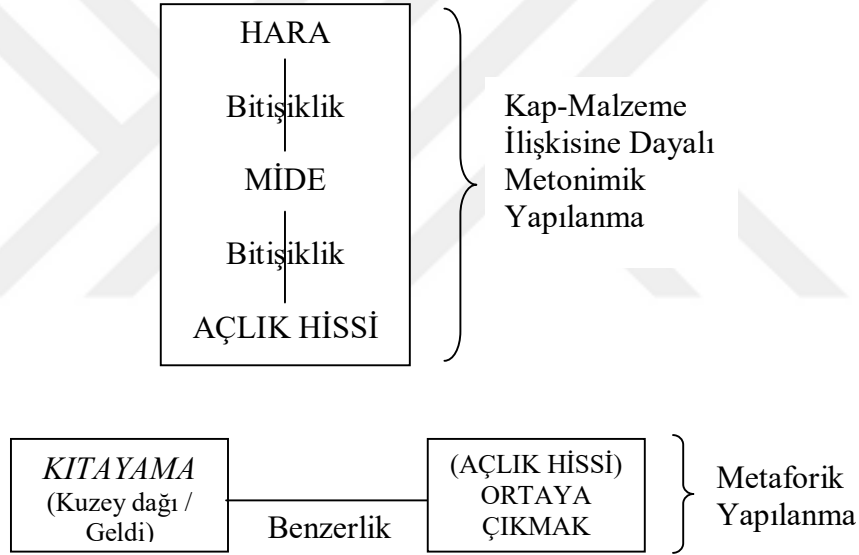 HARA
Bitişiklik
MİDE
Bitişiklik
AÇLIK HİSSİ
Kap-Malzeme
İlişkisine Dayalı
Metonimik
Yapılanma
KITAYAMA
(Kuzey dağı /
Geldi)
Benzerlik
(AÇLIK HİSSİ)
ORTAYA
ÇIKMAK
Metaforik
Yapılanma